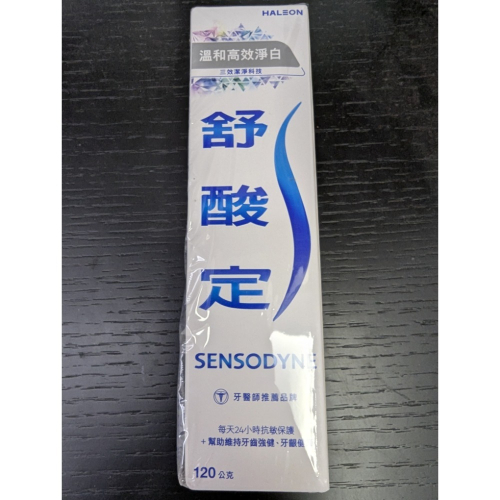 HALEON
溫和高效淨白
三效潔淨科技
舒
酸
定
SENSODYNE
牙醫師推薦品牌
每天24小時抗敏保護
+幫助維持牙齒強健,牙齦健
120公克